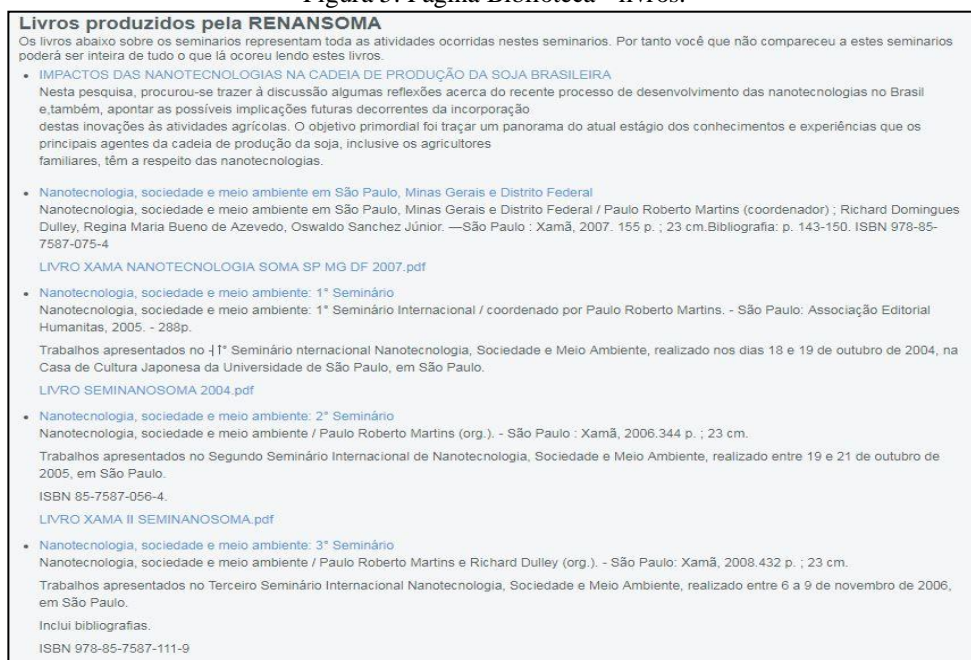 Figura 3: Página Biblioteca - livros.
Livros produzidos pela RENANSOMA
Os livros abaixo sobre os seminarios representam toda as atividades ocorridas nestes seminarios. Por tanto você que não compareceu a estes seminarios
poderá ser inteira de tudo o que lá ocoreu lendo estes livros.
• IMPACTOS DAS NANOTECNOLOGIAS NA CADEIA DE PRODUÇÃO DA SOJA BRASILEIRA
Nesta pesquisa, procurou-se trazer à discussão algumas reflexões acerca do recente processo de desenvolvimento das nanotecnologias no Brasil
e,também, apontar as possíveis implicações futuras decorrentes da incorporação
destas inovações às atividades agrícolas. O objetivo primordial foi traçar um panorama do atual estágio dos conhecimentos e experiências que os
principais agentes da cadeia de produção da soja, inclusive os agricultores
familiares, têm a respeito das nanotecnologias.
• Nanotecnologia, sociedade e meio ambiente em São Paulo, Minas Gerais e Distrito Federal
Nanotecnologia, sociedade e meio ambiente em São Paulo, Minas Gerais e Distrito Federal / Paulo Roberto Martins (coordenador) ; Richard Domingues
Dulley, Regina Maria Bueno de Azevedo, Oswaldo Sanchez Júnior. —São Paulo : Xamã, 2007. 155 p. ; 23 cm.Bibliografia: p. 143-150. ISBN 978-85-
7587-075-4
LIVRO XAMA NANOTECNOLOGIA SOMA SP MG DF 2007.pdf
• Nanotecnologia, sociedade e meio ambiente: 1° Seminário
Nanotecnologia, sociedade e meio ambiente: 1° Seminário Internacional / coordenado por Paulo Roberto Martins. - São Paulo: Associação Editorial
Humanitas, 2005. - 288p.
Trabalhos apresentados no ┤1° Seminário nternacional Nanotecnologia, Sociedade e Meio Ambiente, realizado nos dias 18 e 19 de outubro de 2004, na
Casa de Cultura Japonesa da Universidade de São Paulo, em São Paulo.
LIVRO SEMINANOSOMA 2004.pdf
• Nanotecnologia, sociedade e meio ambiente: 2° Seminário
Nanotecnologia, sociedade e meio ambiente / Paulo Roberto Martins (org.). - São Paulo : Xamã, 2006.344 p. ; 23 cm.
Trabalhos apresentados no Segundo Seminário Internacional de Nanotecnologia, Sociedade e Meio Ambiente, realizado entre 19 e 21 de outubro de
2005, em São Paulo.
ISBN 85-7587-056-4.
LIVRO XAMA II SEMINANOSOMA.pdf
• Nanotecnologia, sociedade e meio ambiente: 3° Seminário
Nanotecnologia, sociedade e meio ambiente / Paulo Roberto Martins e Richard Dulley (org.). - São Paulo: Xamã, 2008.432 p. ; 23 cm.
Trabalhos apresentados no Terceiro Seminário Internacional Nanotecnologia, Sociedade e Meio Ambiente, realizado entre 6 a 9 de novembro de 2006,
em São Paulo.
Inclui bibliografias.
ISBN 978-85-7587-111-9